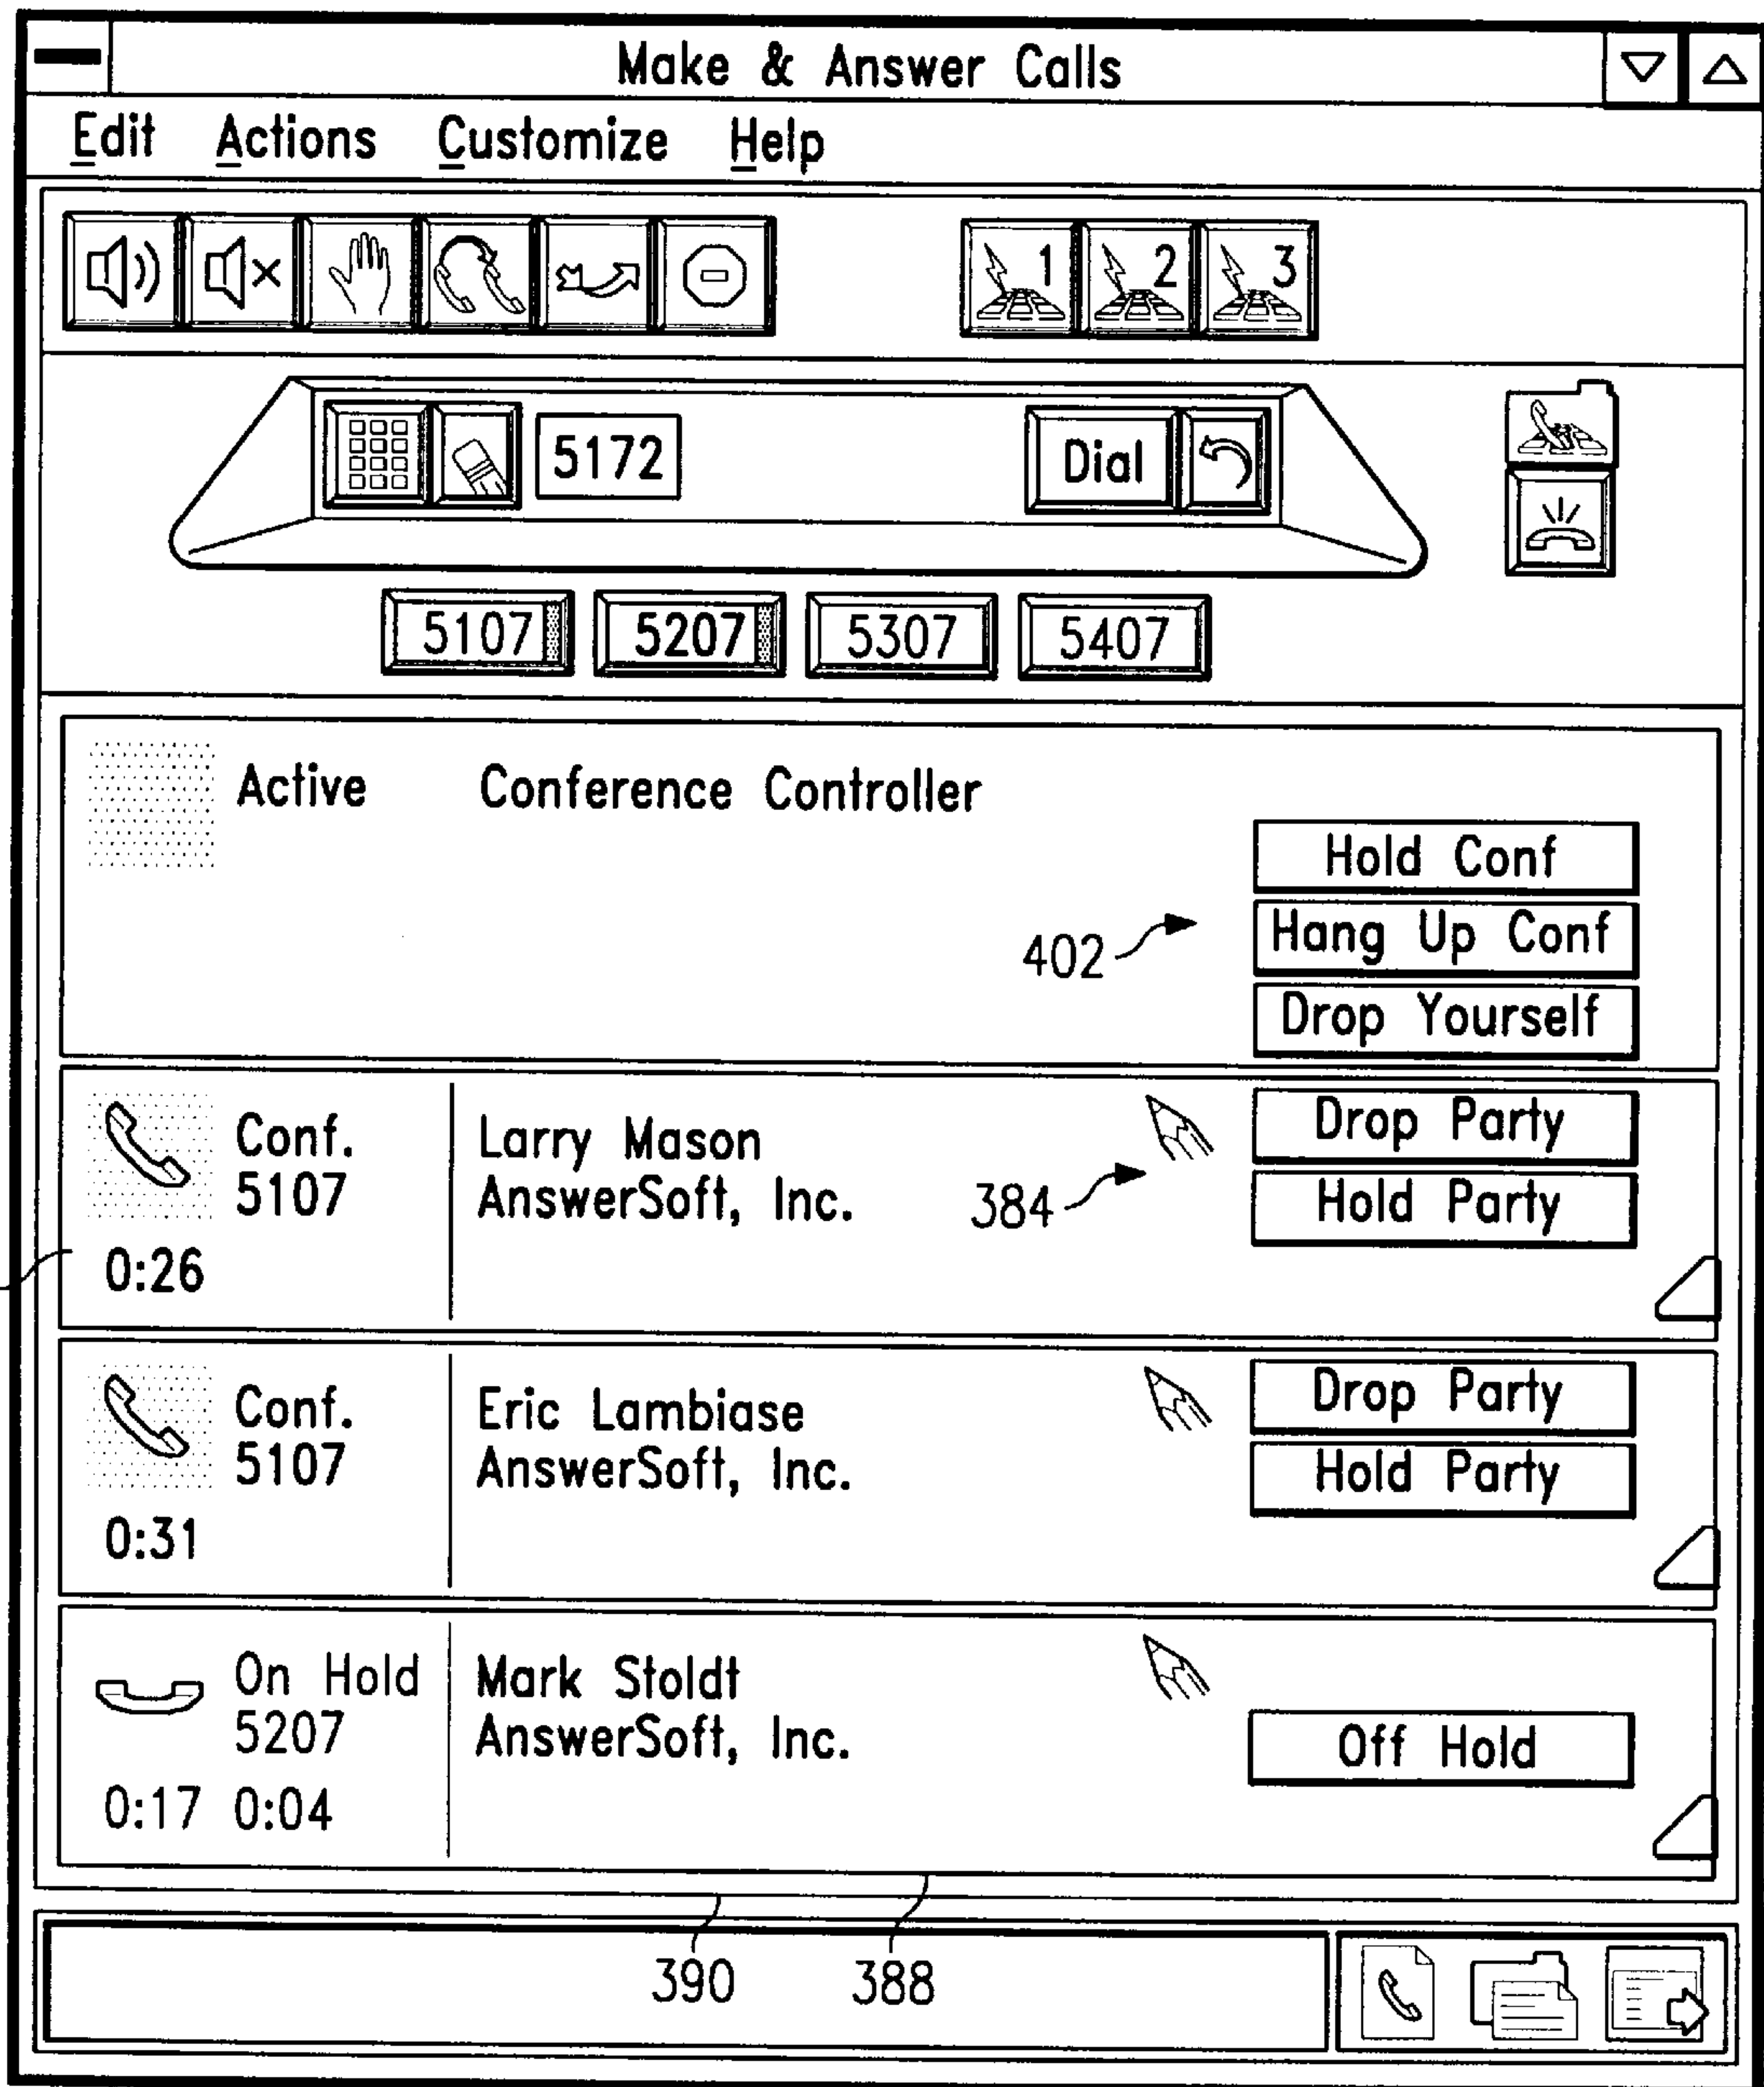 Make & Answer Calls
Edit Actions Customize Help
1 2 3
5172 Dial
5107 5207 5307 5407
Active Conference Controller
Hold Conf
402 Hang Up Conf
Drop Yourself
Conf. Larry Mason Drop Party
5107 AnswerSoft, Inc. 384 Hold Party
0:26
Conf. Eric Lambiase Drop Party
5107 AnswerSoft, Inc. Hold Party
0:31
On Hold Mark Stoldt
5207 AnswerSoft, Inc. Off Hold
0:17 0:04
390 388